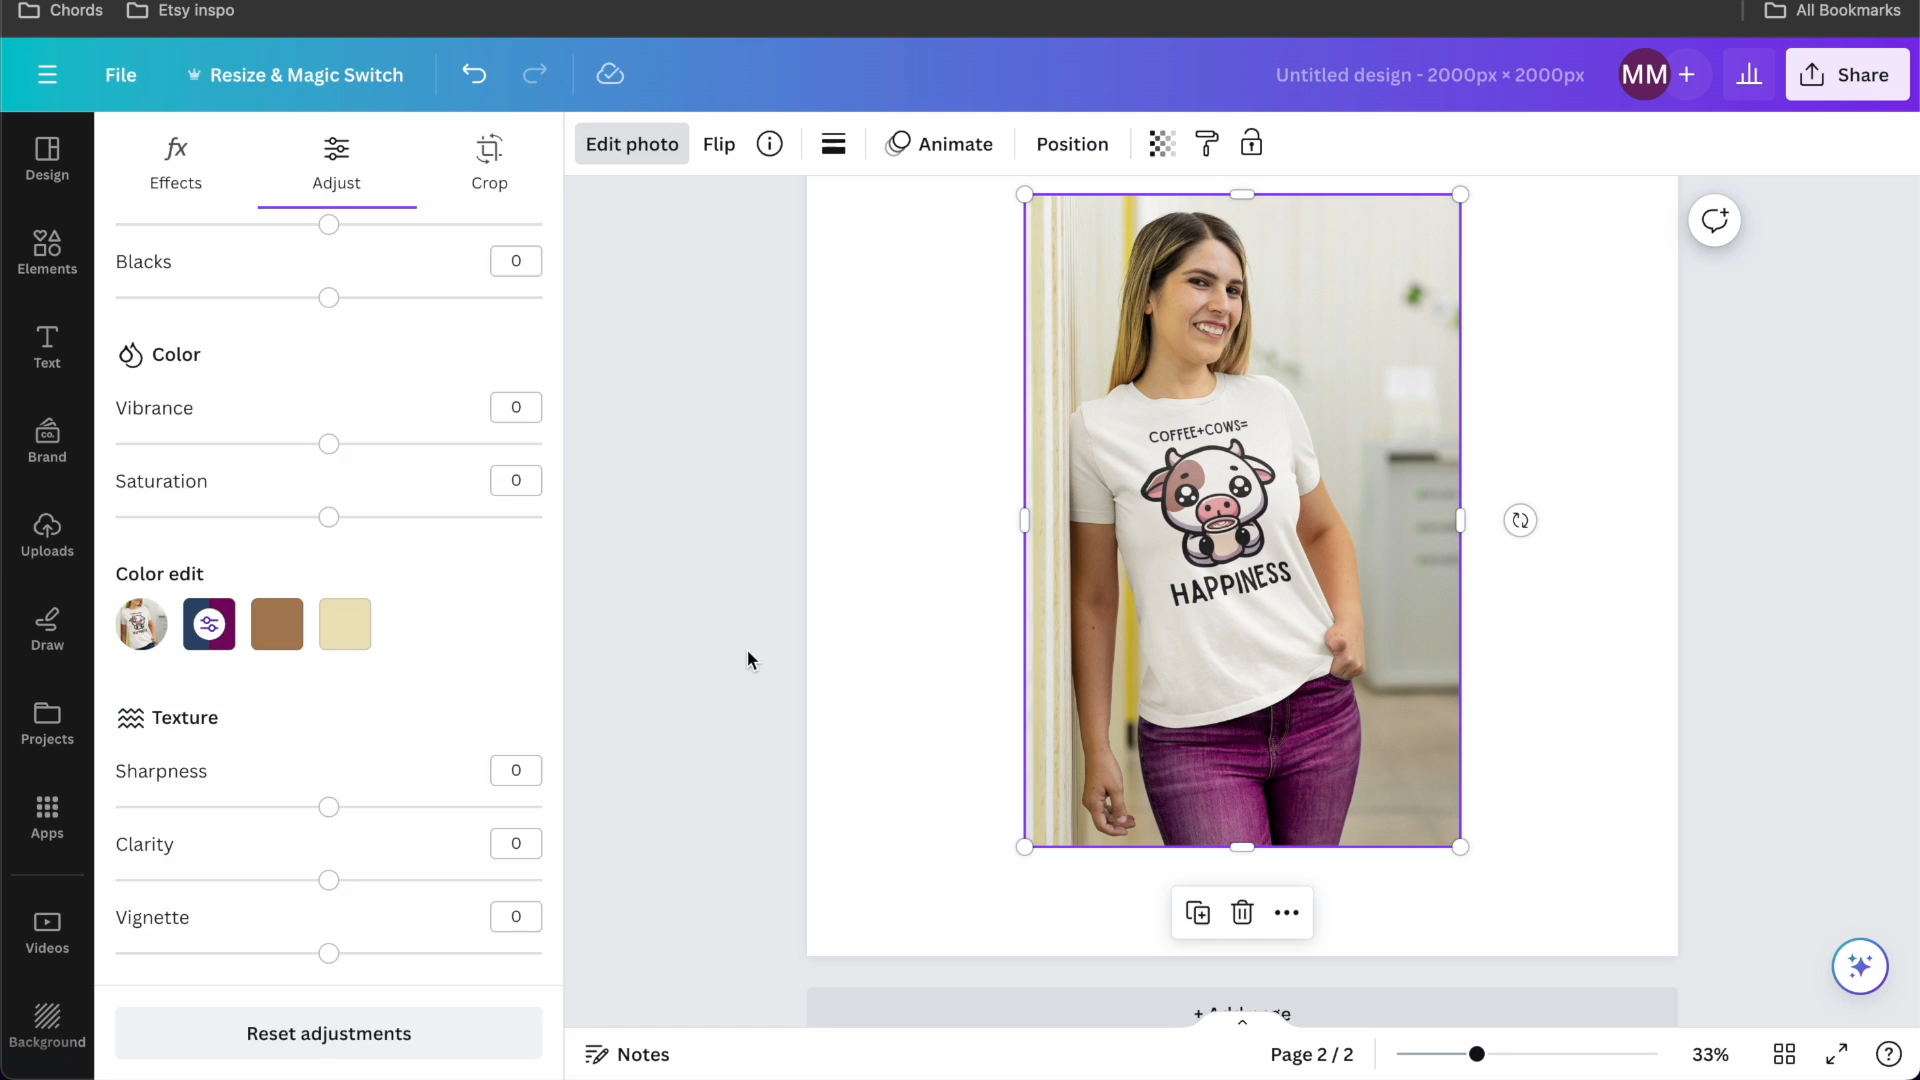 Chords
Etsy inspo
All Bookmarks
File
Resize & Magic Switch
Untitled design - 2000px × 2000px
MM
+
Share
Design
Elements
Text
Brand
CO.
Uploads
Draw
Projects
Apps
Videos
Background
fx
Effects
Adjust
Crop
Blacks
0
Color
Vibrance
0
Saturation
0
Color edit
Texture
Sharpness
0
Clarity
0
Vignette
0
Reset adjustments
Edit photo
Flip
Animate
Position
COFFEE+COWS=
HAPPINESS
Notes
Page 2 / 2
33%
?